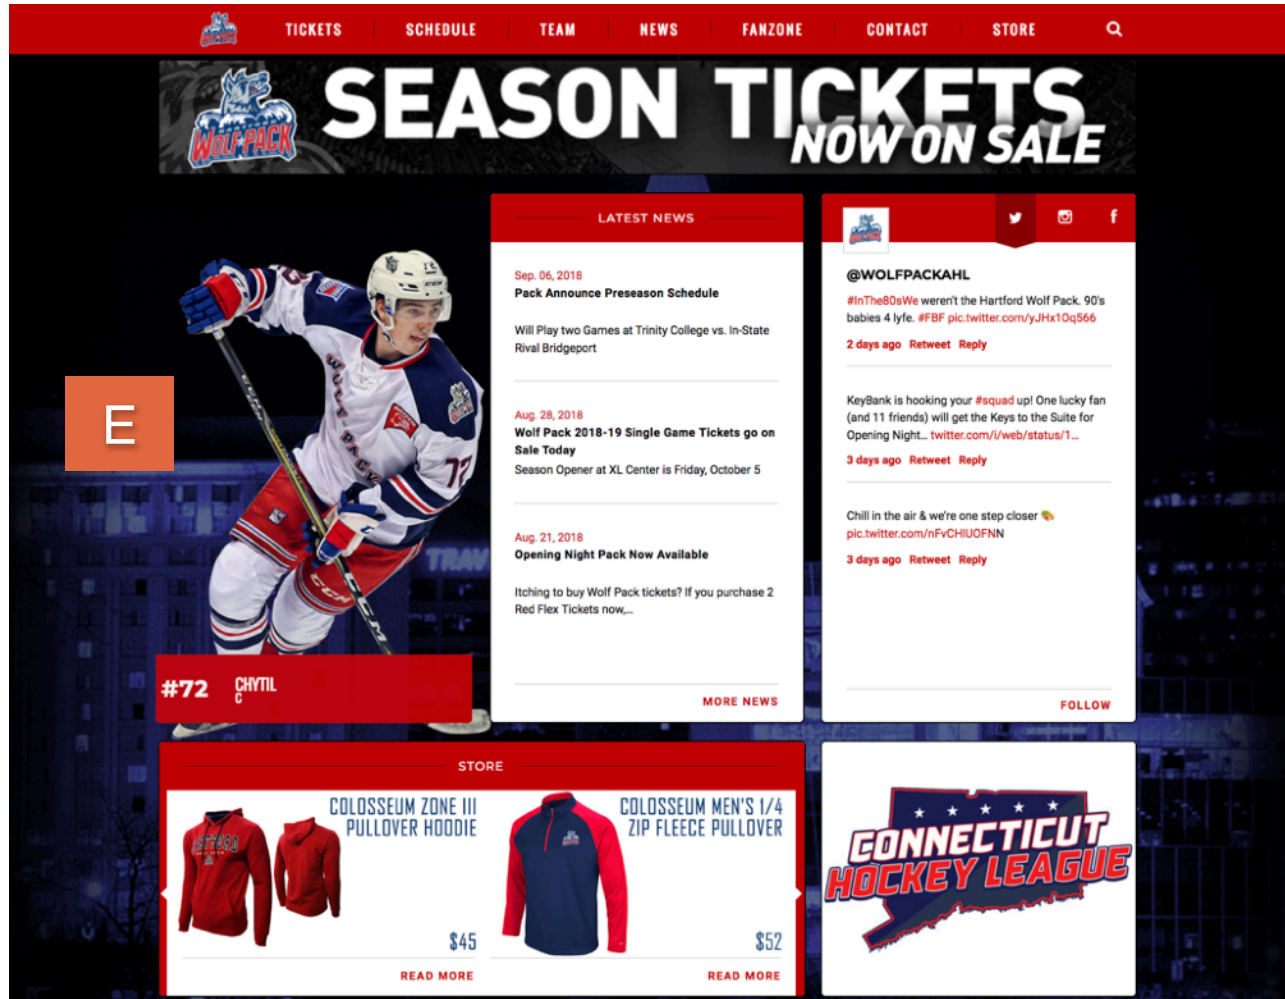 TICKETS SCHEDULE TEAM NEWS FANZONE CONTACT STORE
WOLF-PACK
SEASON TICKETS
NOW ON SALE
LATEST NEWS
Sep. 06, 2018
Pack Announce Preseason Schedule
Will Play two Games at Trinity College vs. In-State
Rival Bridgeport
Aug. 28, 2018
Wolf Pack 2018-19 Single Game Tickets go on
Sale Today
Season Opener at XL Center is Friday, October 5
Aug. 21, 2018
Opening Night Pack Now Available
Itching to buy Wolf Pack tickets? If you purchase 2
Red Flex Tickets now,...
MORE NEWS
@WOLFPACKAHL
#InThe80sWe weren't the Hartford Wolf Pack. 90's
babies 4 lyfe. #FBF pic.twitter.com/yJHx1Oq566
2 days ago Retweet Reply
KeyBank is hooking your #squad up! One lucky fan
(and 11 friends) will get the Keys to the Suite for
Opening Night... twitter.com/i/web/status/1...
3 days ago Retweet Reply
Chill in the air & we're one step closer 🎨
pic.twitter.com/nFvCHIUOFNN
3 days ago Retweet Reply
FOLLOW
E
72
CCM
WOLF-PACK
72
TRAV
CCM
CCM
#72 CHYTIL
C
STORE
COLOSSEUM ZONE III
PULLOVER HOODIE
HARTFORD
$45
READ MORE
COLOSSEUM MEN'S 1/4
ZIP FLEECE PULLOVER
$52
READ MORE
CONNECTICUT
HOCKEY LEAGUE